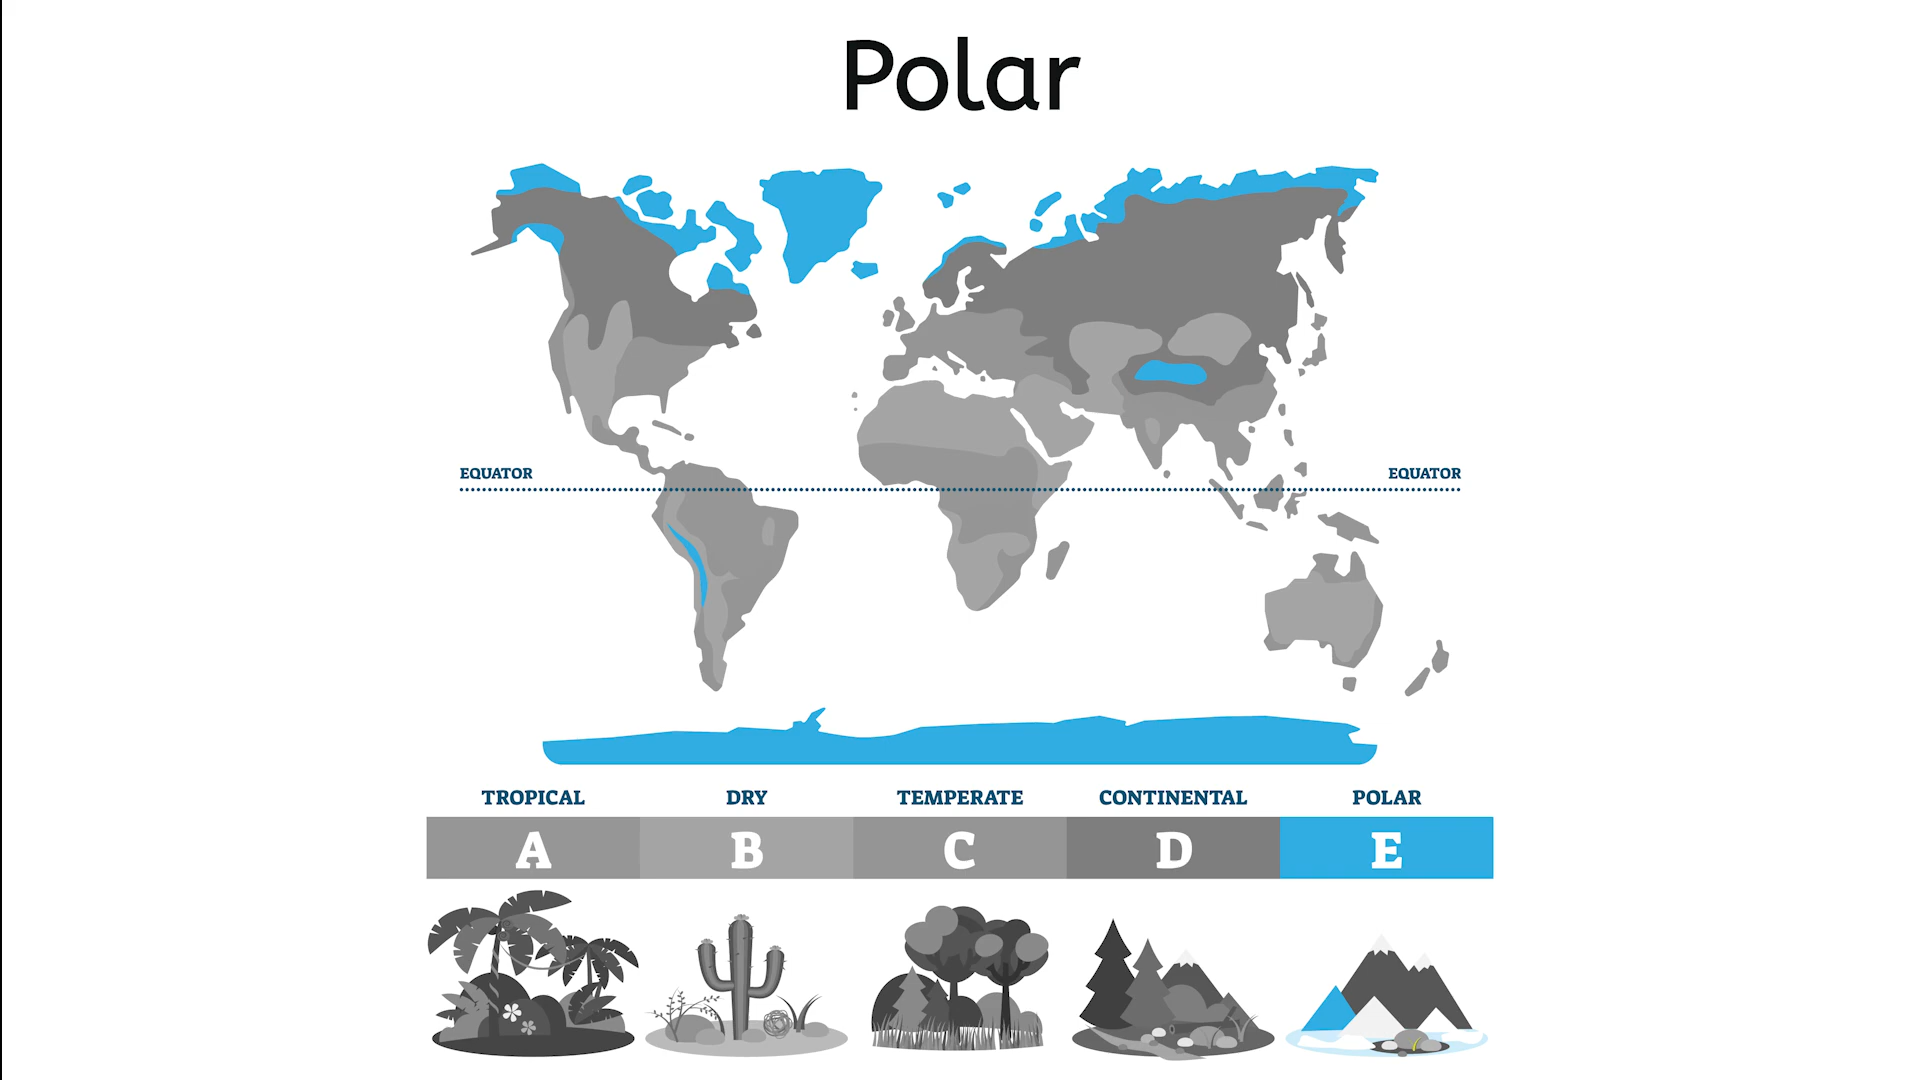 Polar
EQUATOR EQUATOR
TROPICAL DRY TEMPERATE CONTINENTAL POLAR
A B C D E